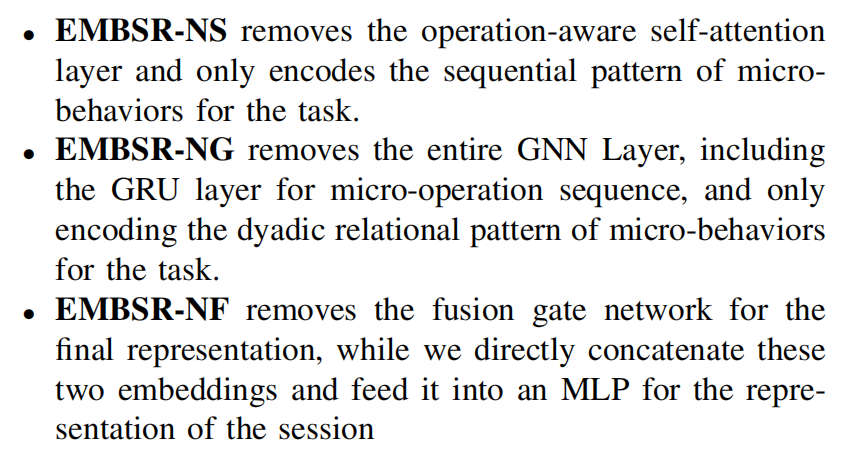 • EMBSR-NS removes the operation-aware self-attention
layer and only encodes the sequential pattern of micro-
behaviors for the task.
• EMBSR-NG removes the entire GNN Layer, including
the GRU layer for micro-operation sequence, and only
encoding the dyadic relational pattern of micro-behaviors
for the task.
• EMBSR-NF removes the fusion gate network for the
final representation, while we directly concatenate these
two embeddings and feed it into an MLP for the repre-
sentation of the session